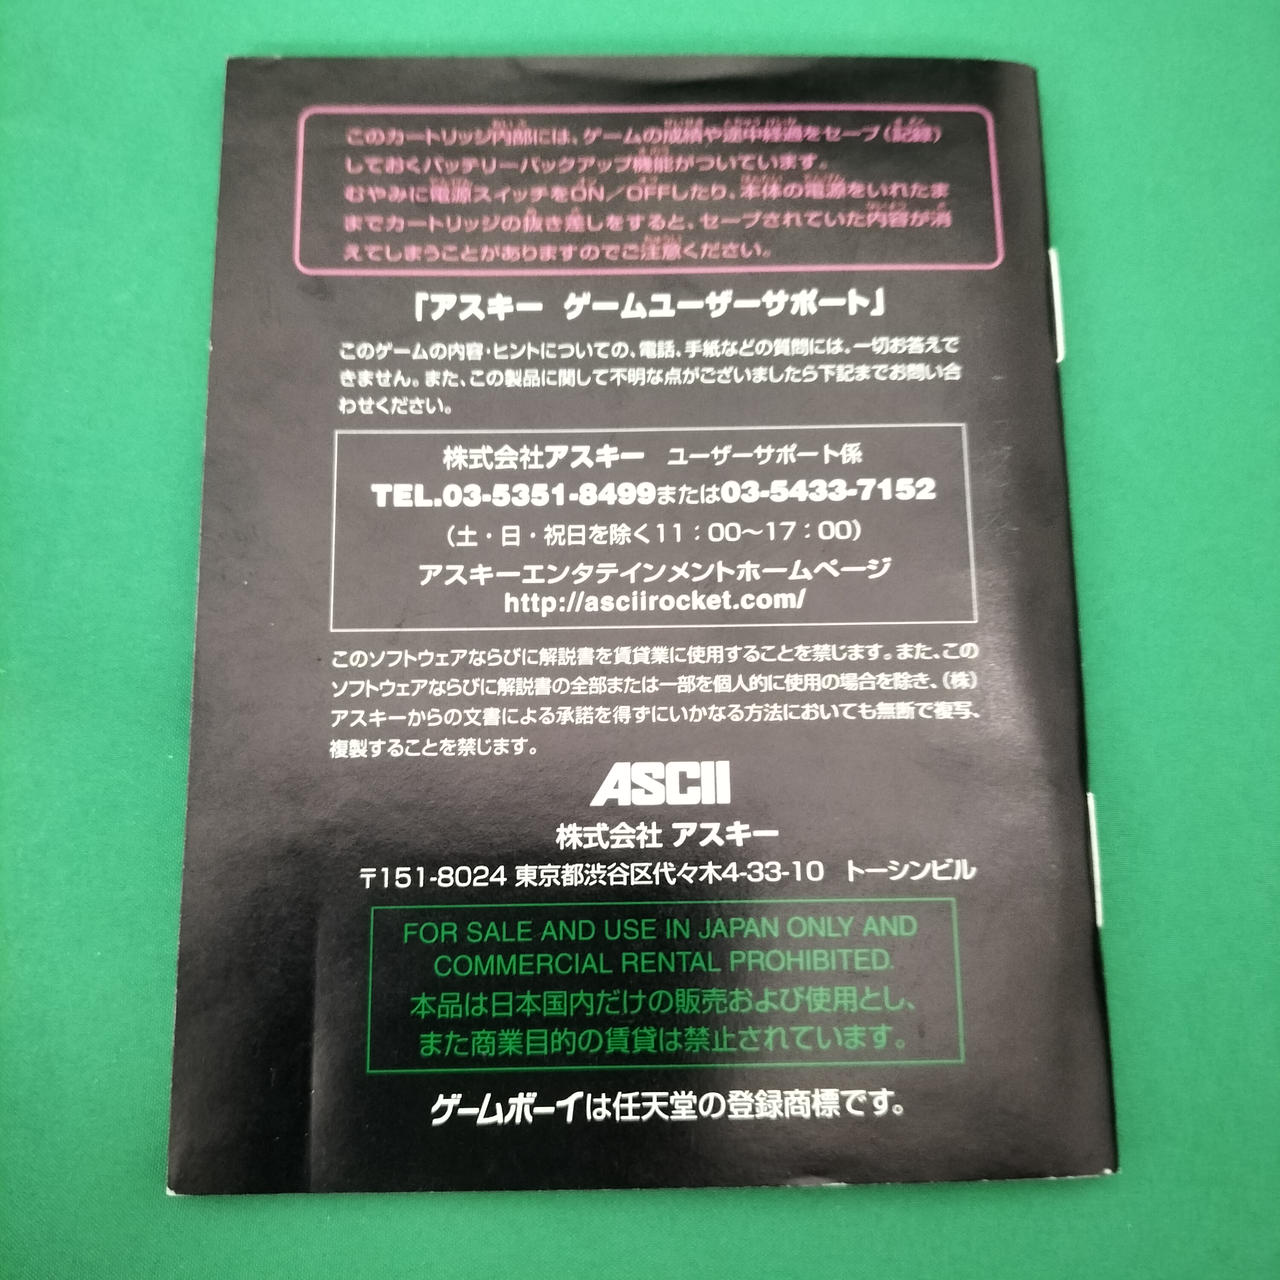 このカートリッジ内部には、ゲームの成績や途中経過をセーブ(記録)
しておくバッテリーバックアップ機能がついています。
むやみに電源スイッチをON/OFFしたり、本体の電源をいれたま
までカートリッジの抜き差しをすると、セーブされていた内容が消
えてしまうことがありますのでご注意ください。
「アスキー ゲームユーザーサポート」
このゲームの内容・ヒントについての、電話、手紙などの質問には、一切お答えで
きません。また、この製品に関して不明な点がございましたら下記までお問い合
わせください。
株式会社アスキー ユーザーサポート係
TEL.03-5351-8499または03-5433-7152
(土・日・祝日を除く11:00〜17:00)
アスキーエンタテインメントホームページ
http://asciirocket.com/
このソフトウェアならびに解説書を賃貸業に使用することを禁じます。また、この
ソフトウェアならびに解説書の全部または一部を個人的に使用の場合を除き、(株)
アスキーからの文書による承諾を得ずにいかなる方法においても無断で複写、
複製することを禁じます。
ASCII
株式会社 アスキー
〒151-8024 東京都渋谷区代々木4-33-10 トーシンビル
FOR SALE AND USE IN JAPAN ONLY AND
COMMERCIAL RENTAL PROHIBITED.
本品は日本国内だけの販売および使用とし、
また商業目的の賃貸は禁止されています。
ゲームボーイは任天堂の登録商標です。